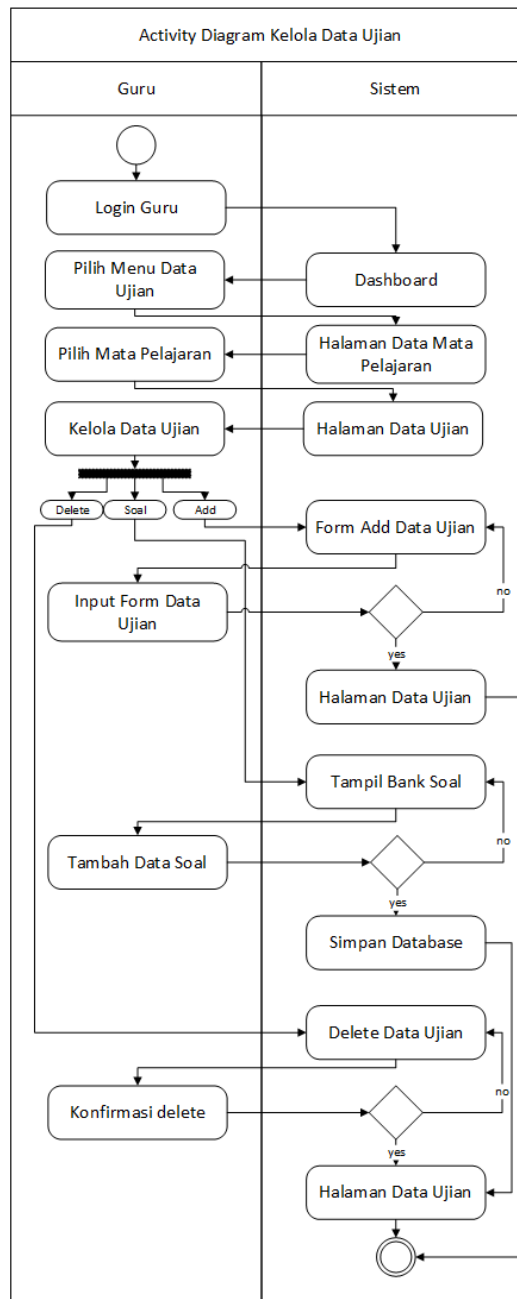 Activity Diagram Kelola Data Ujian
Guru
Sistem
Login Guru
Dashboard
Pilih Menu Data
Ujian
Halaman Data Mata
Pelajaran
Pilih Mata Pelajaran
Halaman Data Ujian
Kelola Data Ujian
Delete
Soal
Add
Form Add Data Ujian
Input Form Data
Ujian
no
yes
Halaman Data Ujian
Tampil Bank Soal
Tambah Data Soal
no
yes
Simpan Database
Delete Data Ujian
Konfirmasi delete
no
yes
Halaman Data Ujian